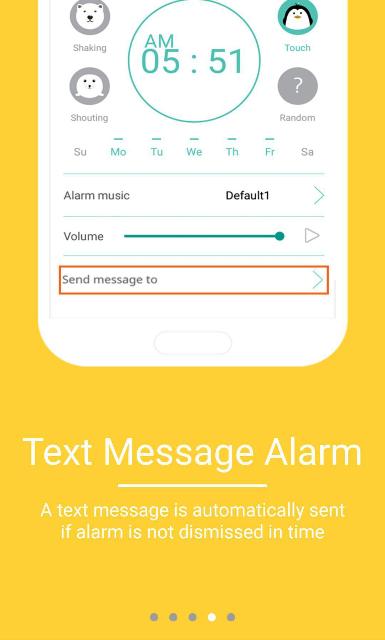 Shaking
AM
05 : 51
Touch
Shouting
?
Random
Su Mo Tu We Th Fr Sa
Alarm music Default1
Volume
Send message to
Text Message Alarm
A text message is automatically sent
if alarm is not dismissed in time